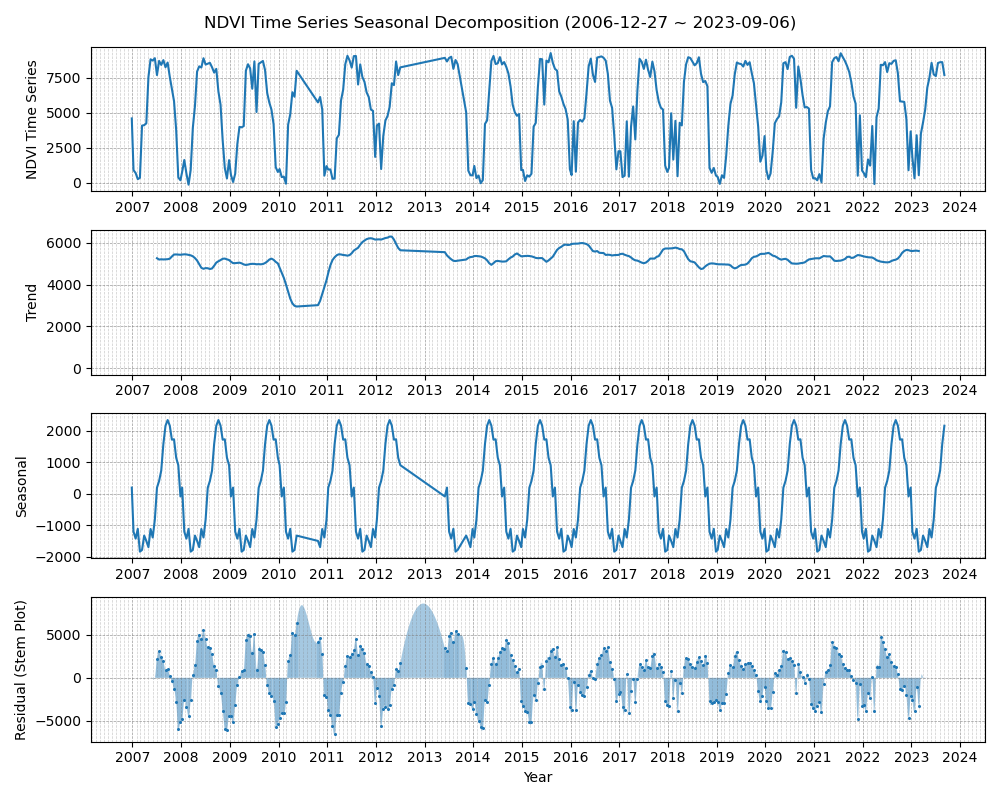 NDVI Time Series Seasonal Decomposition (2006-12-27 ~ 2023-09-06)
NDVI Time Series
7500
5000
2500
0
2007 2008 2009 2010 2011 2012 2013 2014 2015 2016 2017 2018 2019 2020 2021 2022 2023 2024
Trend
6000
4000
2000
0
2007 2008 2009 2010 2011 2012 2013 2014 2015 2016 2017 2018 2019 2020 2021 2022 2023 2024
Seasonal
2000
1000
0
−1000
−2000
2007 2008 2009 2010 2011 2012 2013 2014 2015 2016 2017 2018 2019 2020 2021 2022 2023 2024
Residual (Stem Plot)
5000
0
−5000
2007 2008 2009 2010 2011 2012 2013 2014 2015 2016 2017 2018 2019 2020 2021 2022 2023 2024
Year